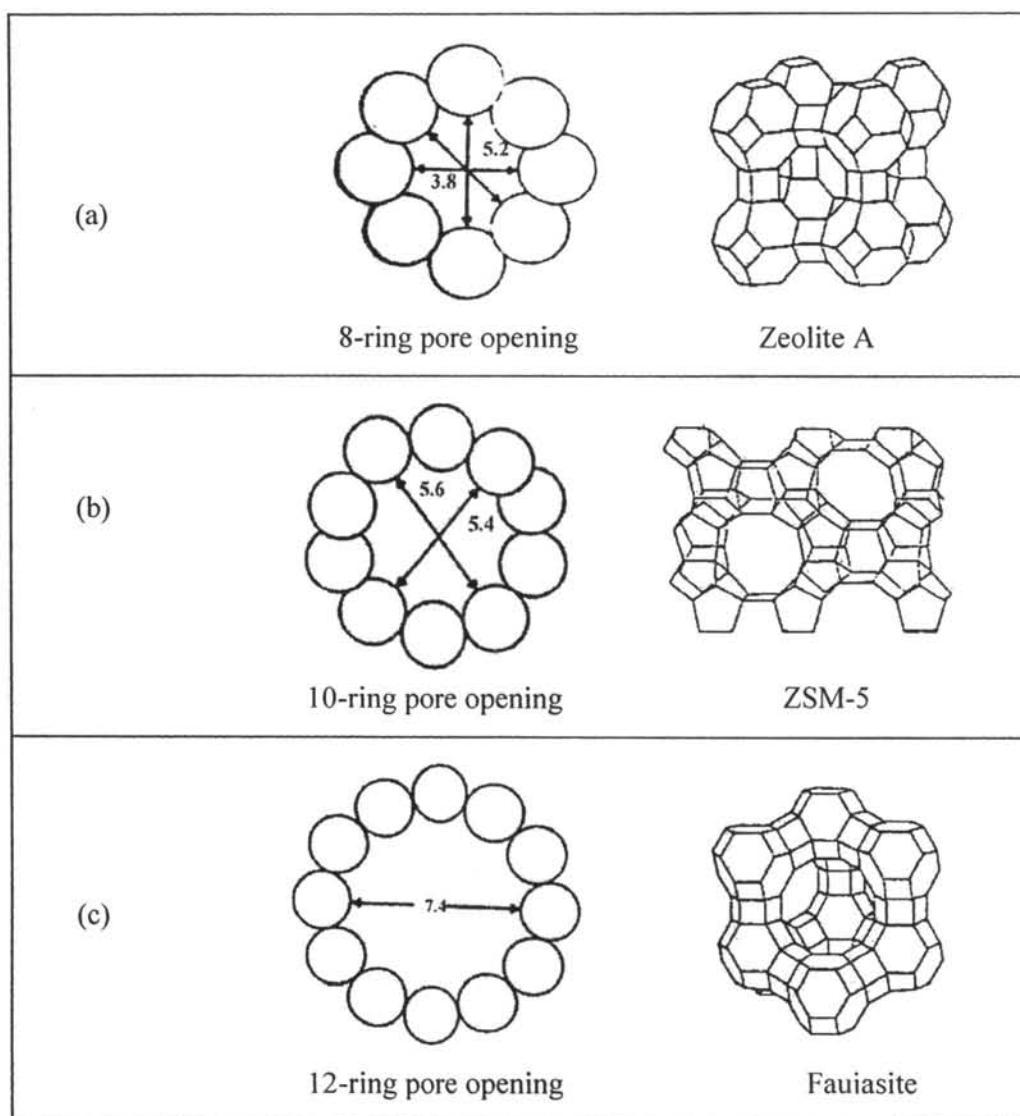 (a)
5.2
3.8
8-ring pore opening
Zeolite A
(b)
5.6
5.4
10-ring pore opening
ZSM-5
(c)
7.4
12-ring pore opening
Fauiasite